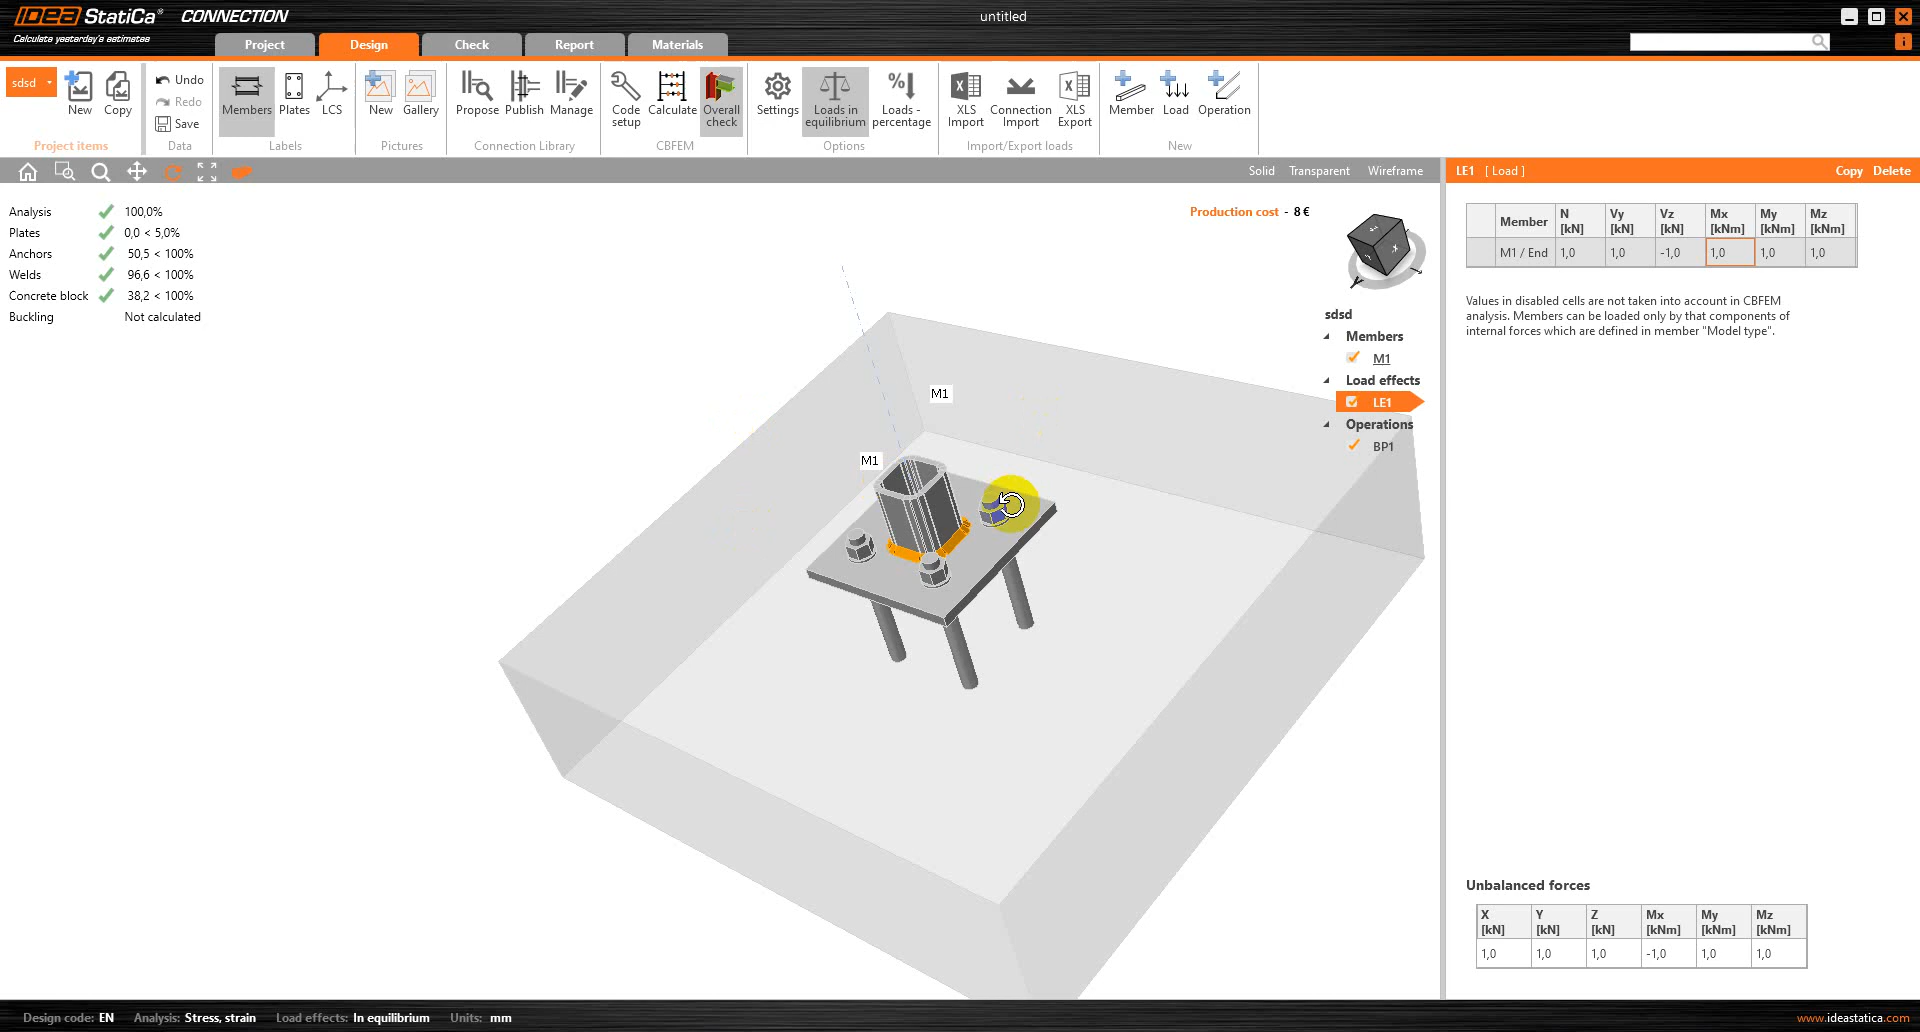 IDEA StatiCa® CONNECTION
Calculate yesterday's estimates
untitled
Project Design Check Report Materials
sdsd New Copy
Project items
Undo
Redo
Save
Data
Members Plates LCS
Labels
New Gallery
Pictures
Propose Publish Manage
Connection Library
Code setup Calculate Overall check
CBFEM
Settings Loads in equilibrium Loads - percentage
Options
XLS Import Connection Import XLS Export
Import/Export loads
Member Load Operation
New
Solid Transparent Wireframe
LE1 [ Load ] Copy Delete
Analysis 100,0%
Plates 0,0 < 5,0%
Anchors 50,5 < 100%
Welds 96,6 < 100%
Concrete block 38,2 < 100%
Buckling Not calculated
Production cost - 8 €
M1
M1
sdsd
Members
M1
Load effects
LE1
Operations
BP1
Member N [kN] Vy [kN] Vz [kN] Mx [kNm] My [kNm] Mz [kNm]
M1 / End 1,0 1,0 -1,0 1,0 1,0 1,0
Values in disabled cells are not taken into account in CBFEM
analysis. Members can be loaded only by that components of
internal forces which are defined in member "Model type".
Unbalanced forces
X [kN] Y [kN] Z [kN] Mx [kNm] My [kNm] Mz [kNm]
1,0 1,0 1,0 -1,0 1,0 1,0
Design code: EN Analysis: Stress, strain Load effects: In equilibrium Units: mm
www.ideastatica.com